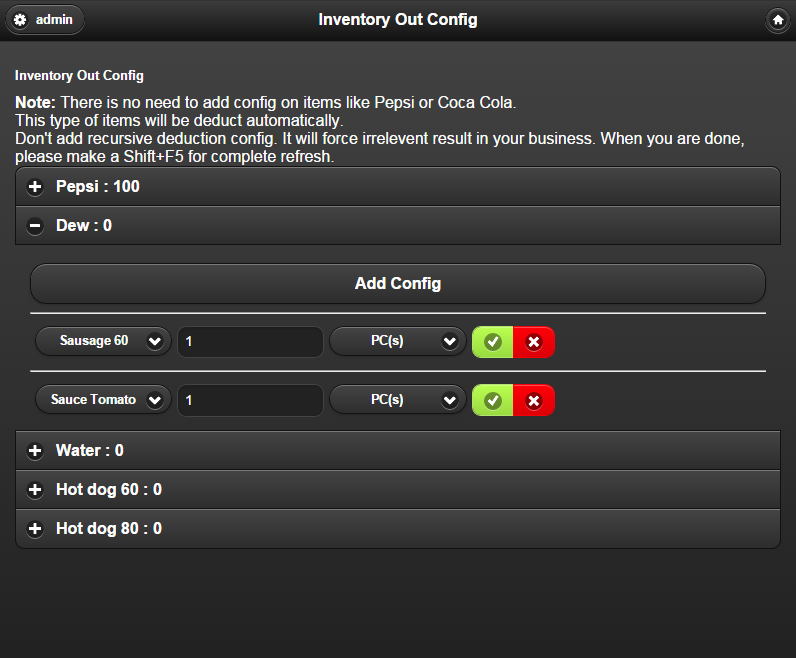 admin
Inventory Out Config
Inventory Out Config
Note: There is no need to add config on items like Pepsi or Coca Cola.
This type of items will be deduct automatically.
Don't add recursive deduction config. It will force irrelevent result in your business. When you are done,
please make a Shift+F5 for complete refresh.
Pepsi : 100
Dew : 0
Add Config
Sausage 60 1 PC(s)
Sauce Tomato 1 PC(s)
Water : 0
Hot dog 60 : 0
Hot dog 80 : 0